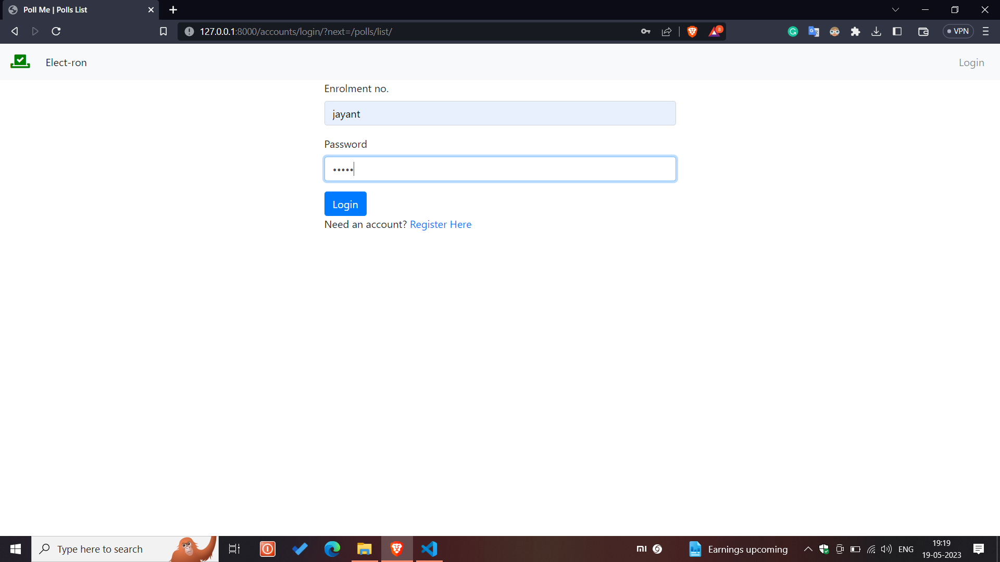 Poll Me | Polls List
127.0.0.1:8000/accounts/login/?next=/polls/list/
8
VPN
Elect-ron
Login
Enrolment no.
jayant
Password
•••••
Login
Need an account? Register Here
Type here to search
Earnings upcoming
ENG
19:19
19-05-2023